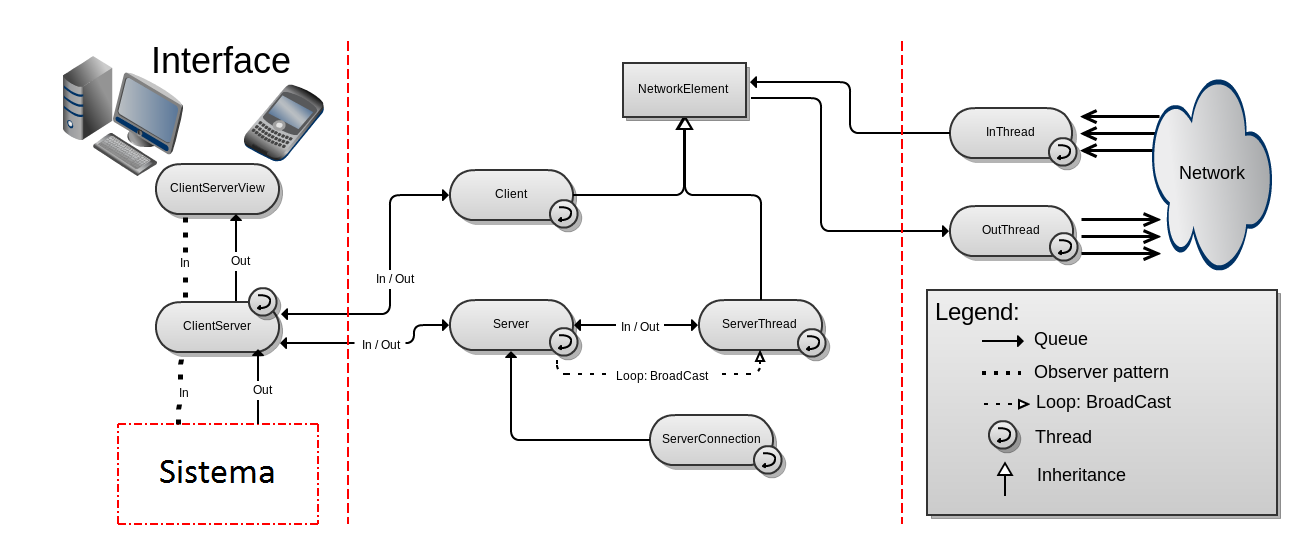 Interface
ClientServerView
In
Out
ClientServer
In
Out
Sistema
NetworkElement
Client
In / Out
Server
In / Out
In / Out
ServerThread
Loop: BroadCast
ServerConnection
InThread
OutThread
Network
Legend:
Queue
Observer pattern
Loop: BroadCast
Thread
Inheritance